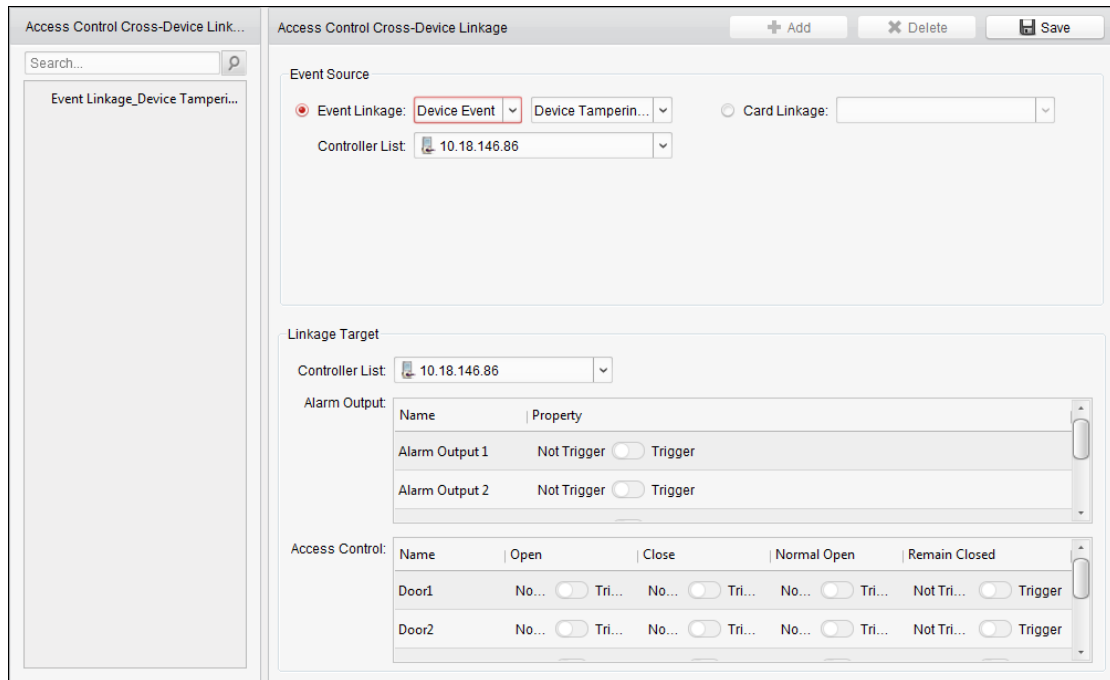 Access Control Cross-Device Link...
Access Control Cross-Device Linkage
Add
Delete
Save
Search...
Event Linkage_Device Tamperi...
Event Source
Event Linkage: Device Event Device Tamperin... Card Linkage:
Controller List: 10.18.146.86
Linkage Target
Controller List: 10.18.146.86
Alarm Output:
Name Property
Alarm Output 1 Not Trigger Trigger
Alarm Output 2 Not Trigger Trigger
Access Control:
Name Open Close Normal Open Remain Closed
Door1 No... Tri... No... Tri... No... Tri... Not Tri... Trigger
Door2 No... Tri... No... Tri... No... Tri... Not Tri... Trigger